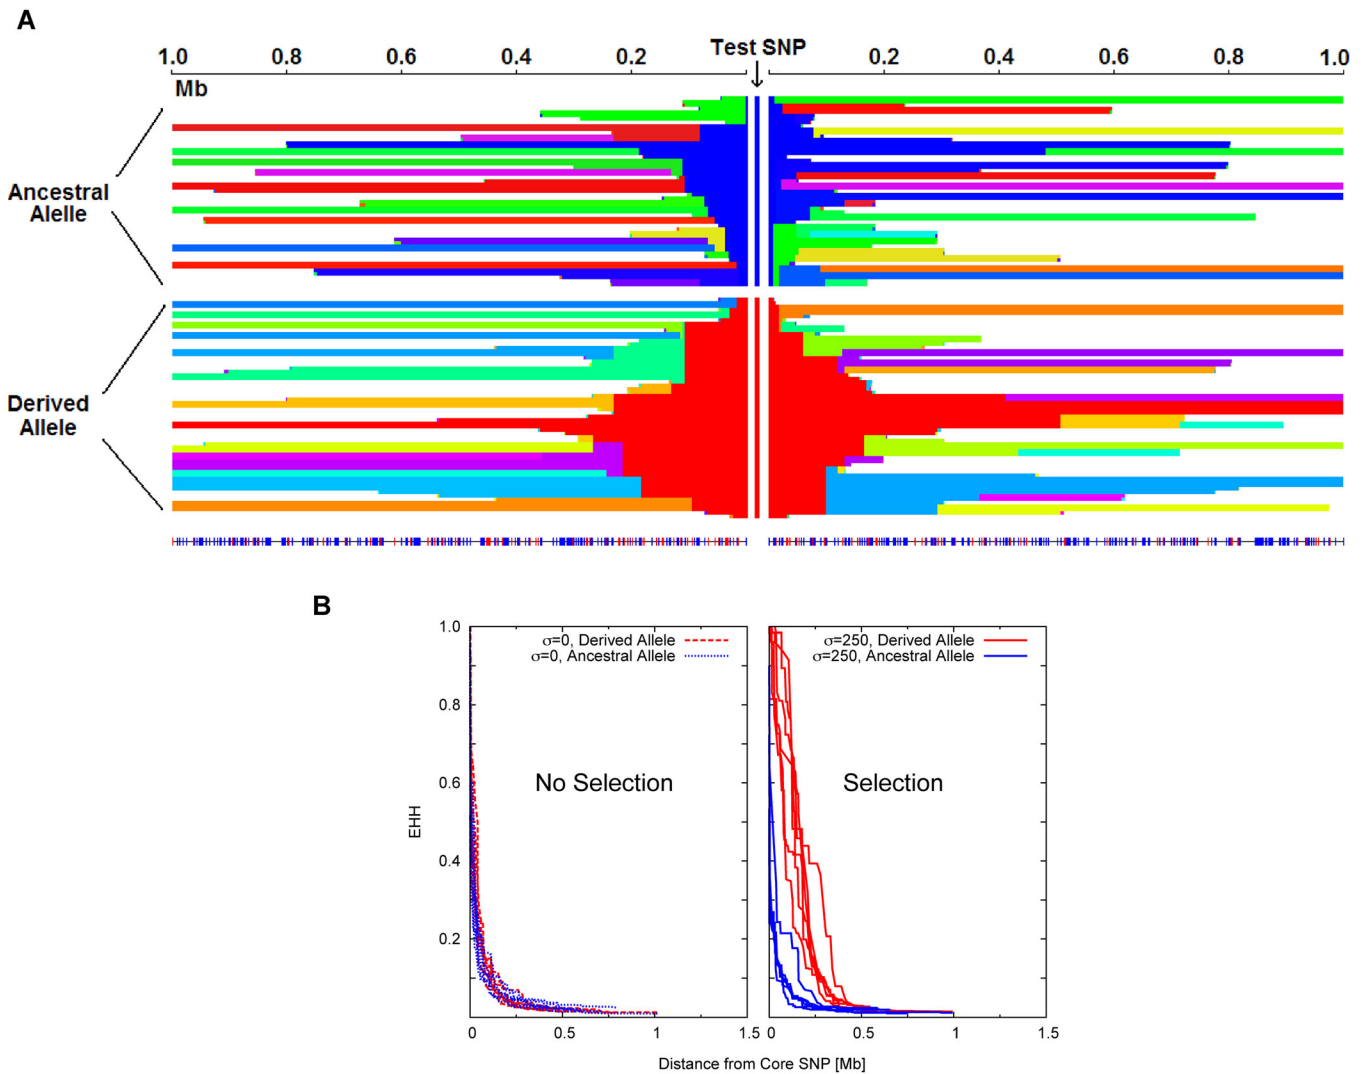 A
Test SNP
1.0 0.8 0.6 0.4 0.2 0.2 0.4 0.6 0.8 1.0
Mb
Ancestral
Alelle
Derived
Allele
B
1.0
0.8
0.6
0.4
0.2
EHH
σ=0, Derived Allele
σ=0, Ancestral Allele
No Selection
0 0.5 1 1.5
σ=250, Derived Allele
σ=250, Ancestral Allele
Selection
0 0.5 1 1.5
Distance from Core SNP [Mb]